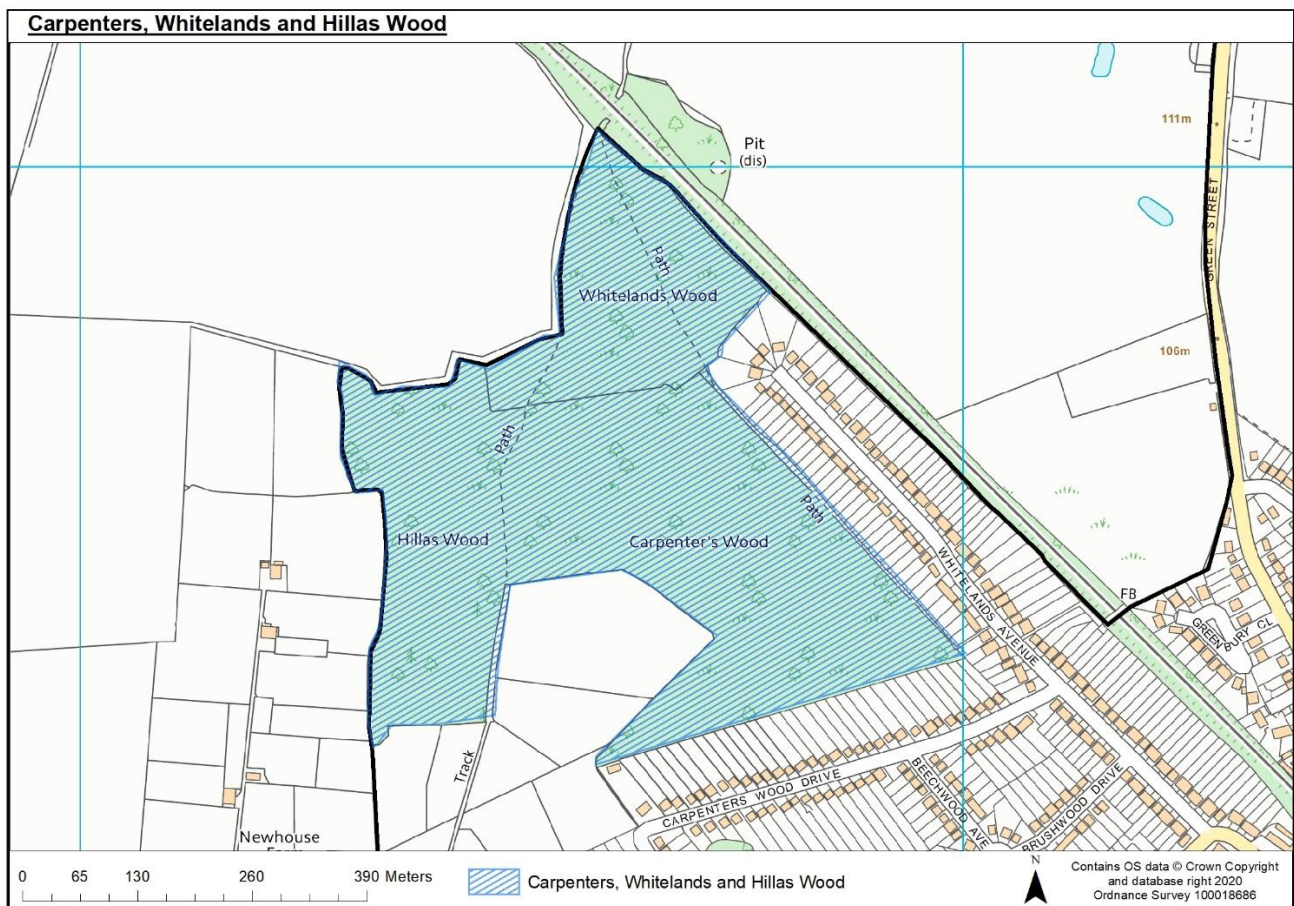 Carpenters, Whitelands and Hillas Wood
111m
Pit
(dis)
GREEN STREET
Path
Whitelands Wood
106m
Path
Path
Hillas Wood
Carpenter's Wood
WHITELANDS AVENUE
FB
GREEN BURY CL
Track
CARPENTERS WOOD DRIVE
BEECHWOOD AVE
BRUSHWOOD DRIVE
Newhouse
0 65 130 260 390 Meters
Carpenters, Whitelands and Hillas Wood
N
Contains OS data © Crown Copyright
and database right 2020
Ordnance Survey 100018686